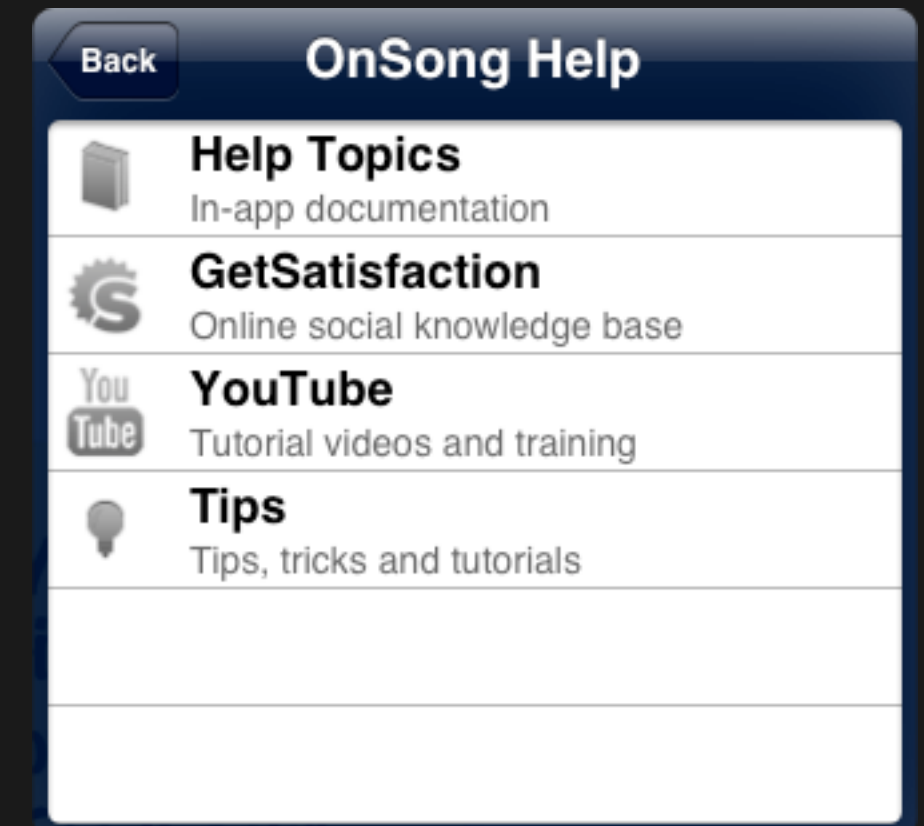 Back
OnSong Help
Help Topics
In-app documentation
S
GetSatisfaction
Online social knowledge base
You
Tube
YouTube
Tutorial videos and training
Tips
Tips, tricks and tutorials